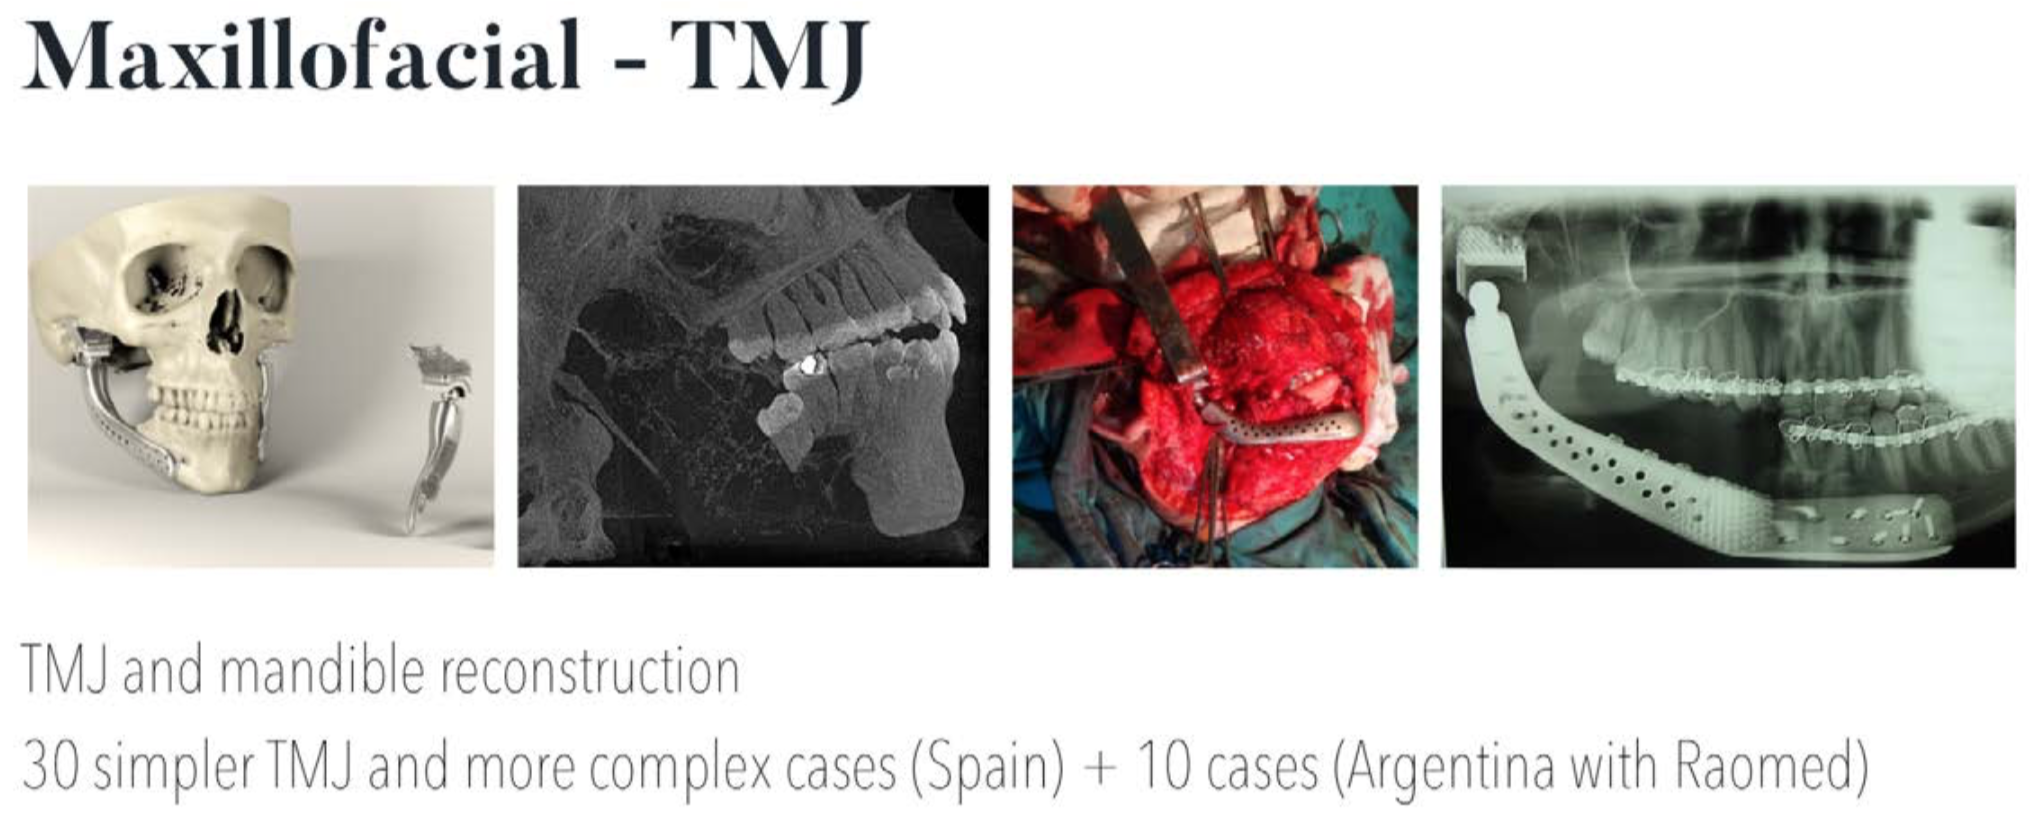 Maxillofacial - TMJ
TMJ and mandible reconstruction
30 simpler TMJ and more complex cases (Spain) + 10 cases (Argentina with Raomed)